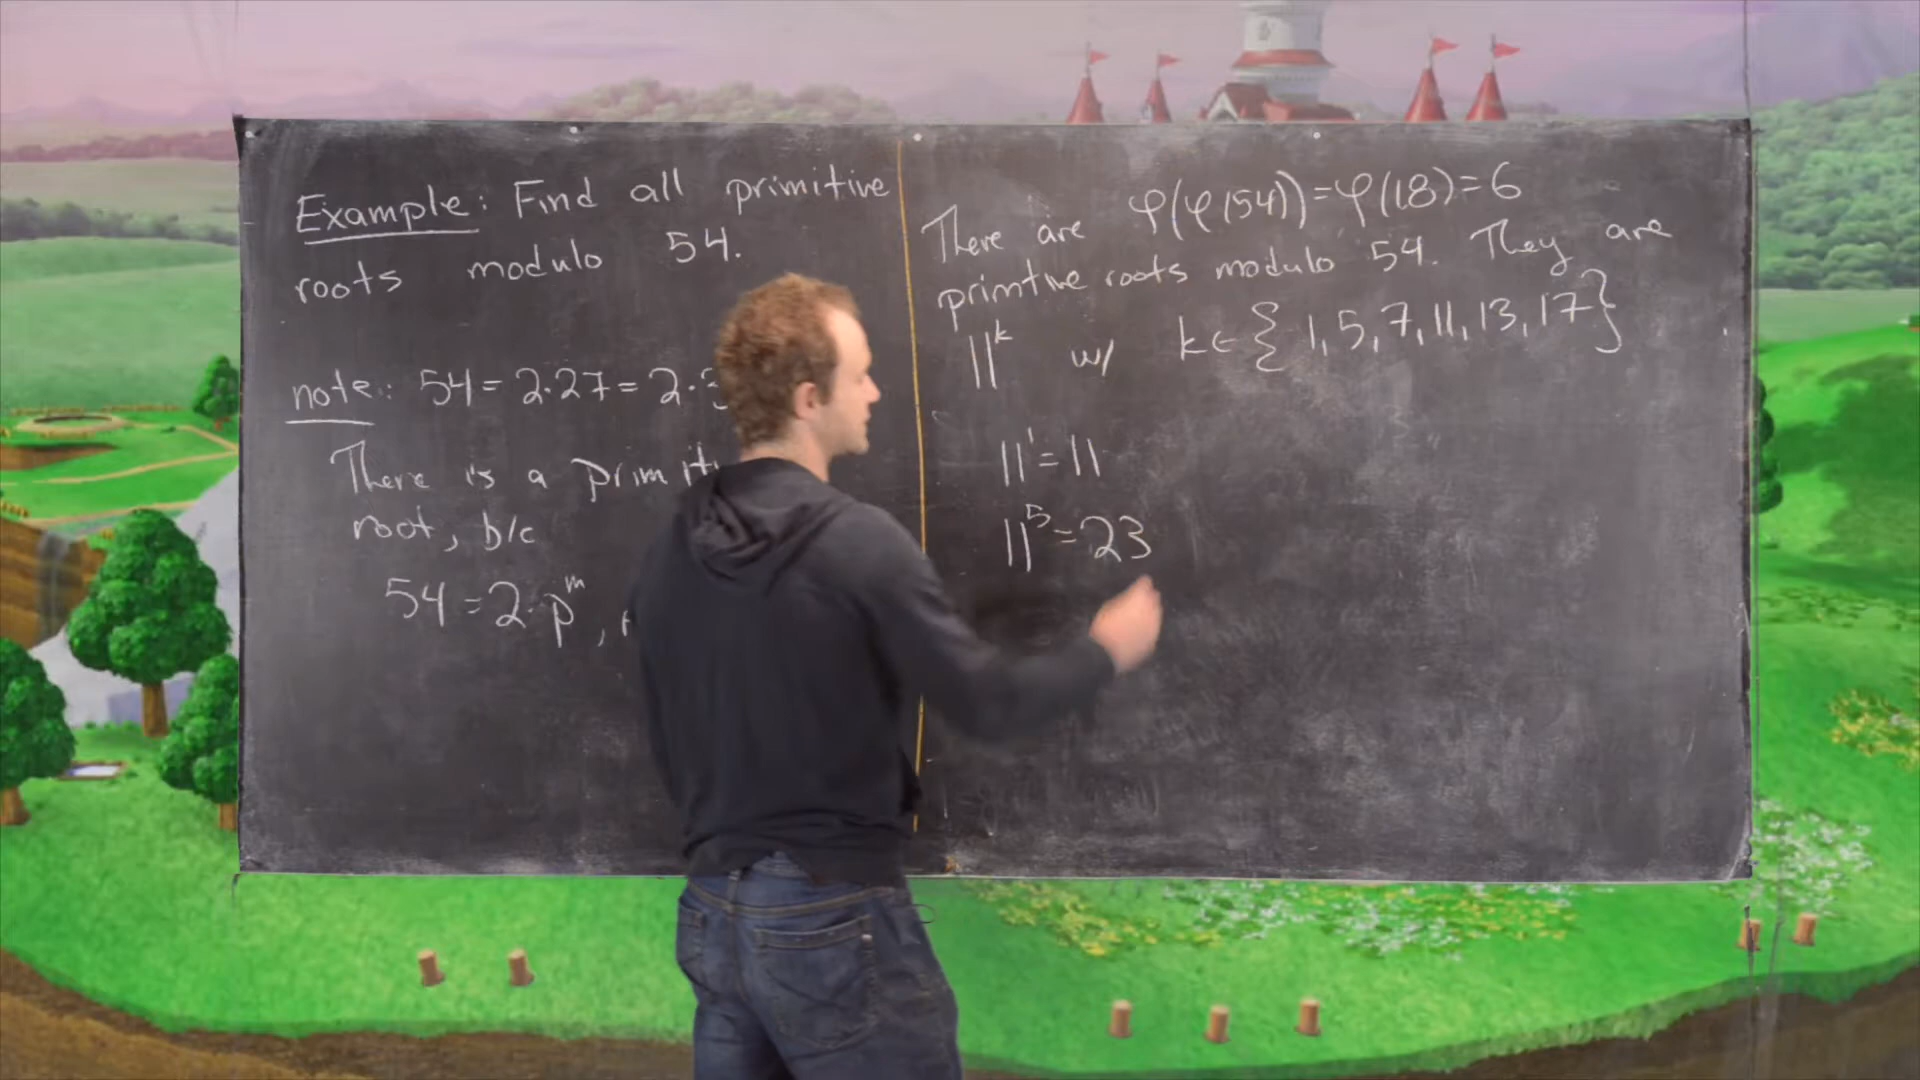 Example: Find all primitive
roots modulo 54.
note: 54 = 2·27 = 2·3
There is a primiti
root, b/c
54 = 2·p^m,
There are φ(φ(54)) = φ(18) = 6
primtive roots modulo 54. They are
11^k w/ k ∈ {1, 5, 7, 11, 13, 17}
11^1 = 11
11^5 = 23